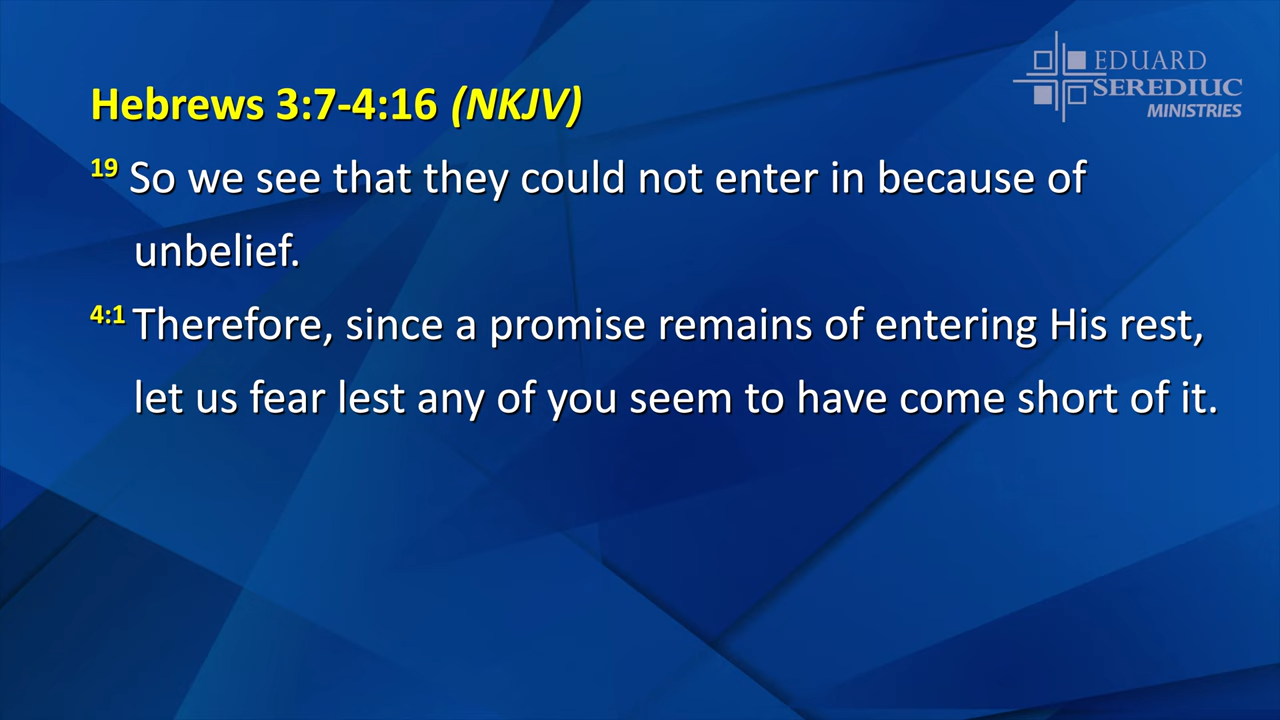 EDUARD
SEREDIUC
MINISTRIES
Hebrews 3:7-4:16 (NKJV)
19 So we see that they could not enter in because of
unbelief.
4:1 Therefore, since a promise remains of entering His rest,
let us fear lest any of you seem to have come short of it.